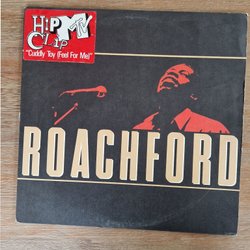 HIP
CLIP
MTV
"Cuddly Toy (Feel For Me)"
ROACHFORD